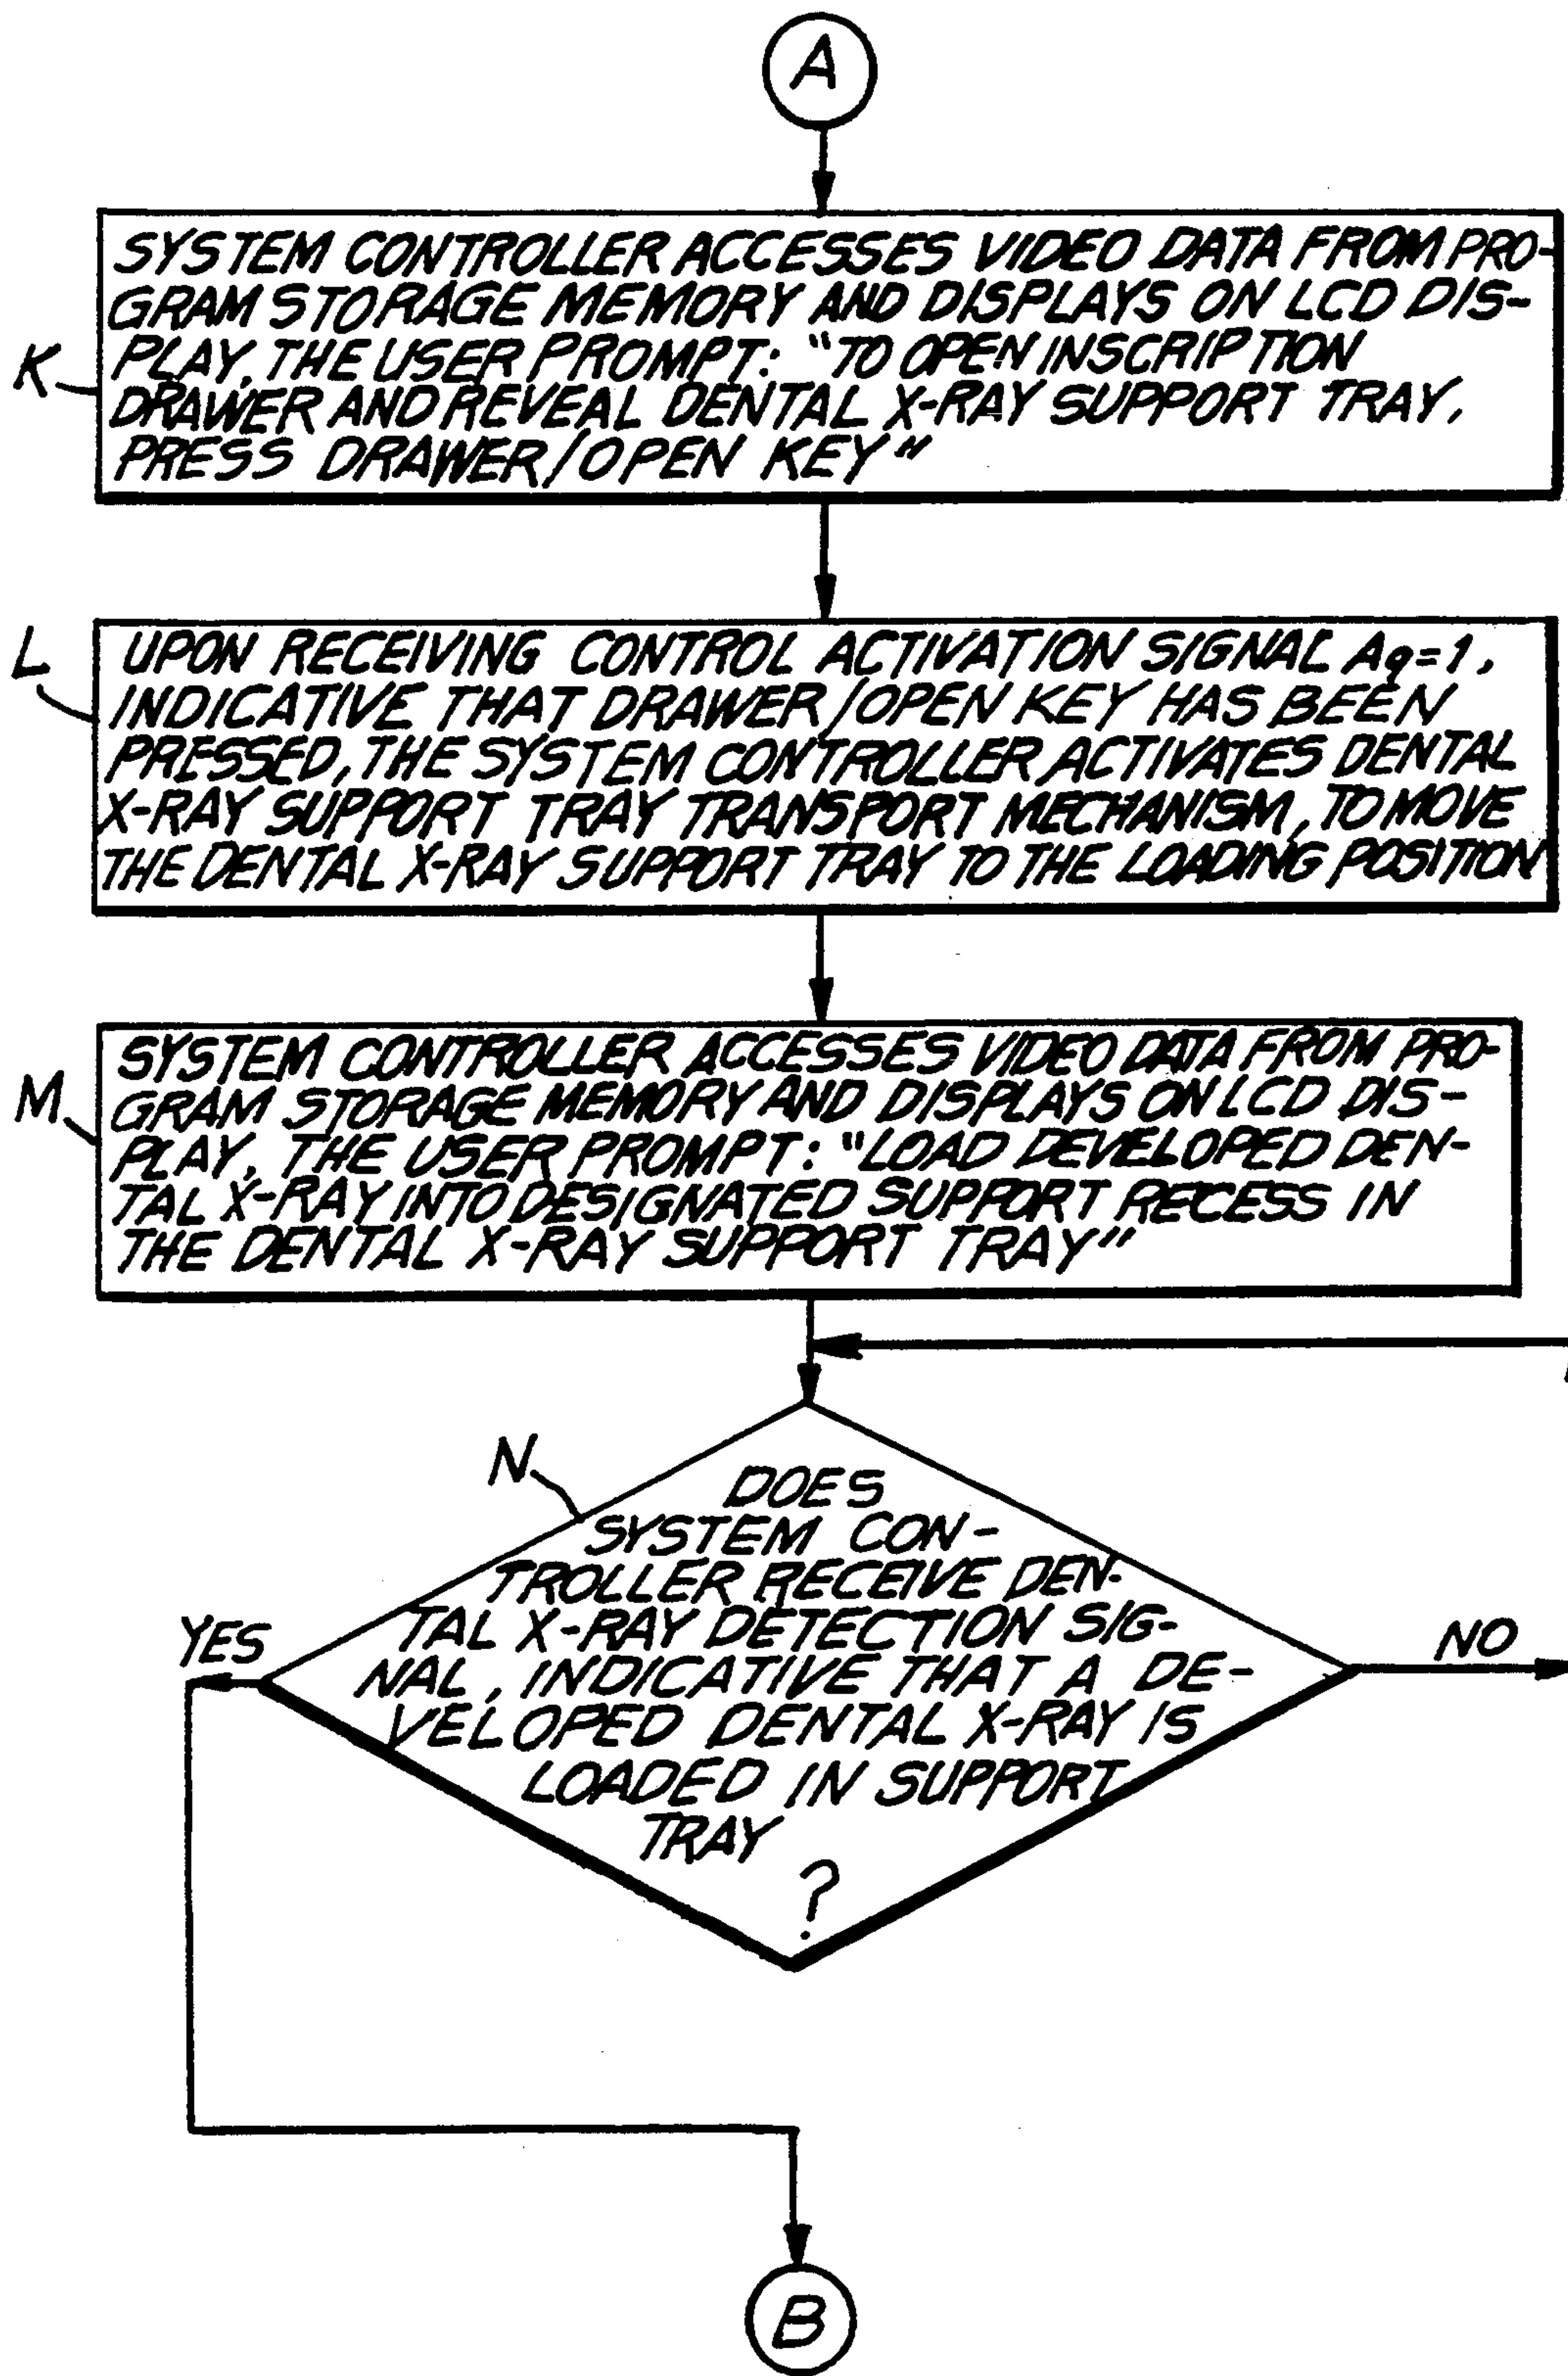 A
SYSTEM CONTROLLER ACCESSES VIDEO DATA FROM PRO-
GRAM STORAGE MEMORY AND DISPLAYS ON LCD DIS-
K
PLAY, THE USER PROMPT: "TO OPEN INSCRIPTION
DRAWER AND REVEAL DENTAL X-RAY SUPPORT TRAY,
PRESS DRAWER/OPEN KEY"
L
UPON RECEIVING CONTROL ACTIVATION SIGNAL A9=1,
INDICATIVE THAT DRAWER/OPEN KEY HAS BEEN
PRESSED, THE SYSTEM CONTROLLER ACTIVATES DENTAL
X-RAY SUPPORT TRAY TRANSPORT MECHANISM, TO MOVE
THE DENTAL X-RAY SUPPORT TRAY TO THE LOADING POSITION
SYSTEM CONTROLLER ACCESSES VIDEO DATA FROM PRO-
M
GRAM STORAGE MEMORY AND DISPLAYS ON LCD DIS-
PLAY, THE USER PROMPT: "LOAD DEVELOPED DEN-
TAL X-RAY INTO DESIGNATED SUPPORT RECESS IN
THE DENTAL X-RAY SUPPORT TRAY"
N
DOES
SYSTEM CON-
TROLLER RECEIVE DEN-
TAL X-RAY DETECTION SIG-
NAL, INDICATIVE THAT A DE-
VELOPED DENTAL X-RAY IS
LOADED IN SUPPORT
TRAY
?
YES
NO
B